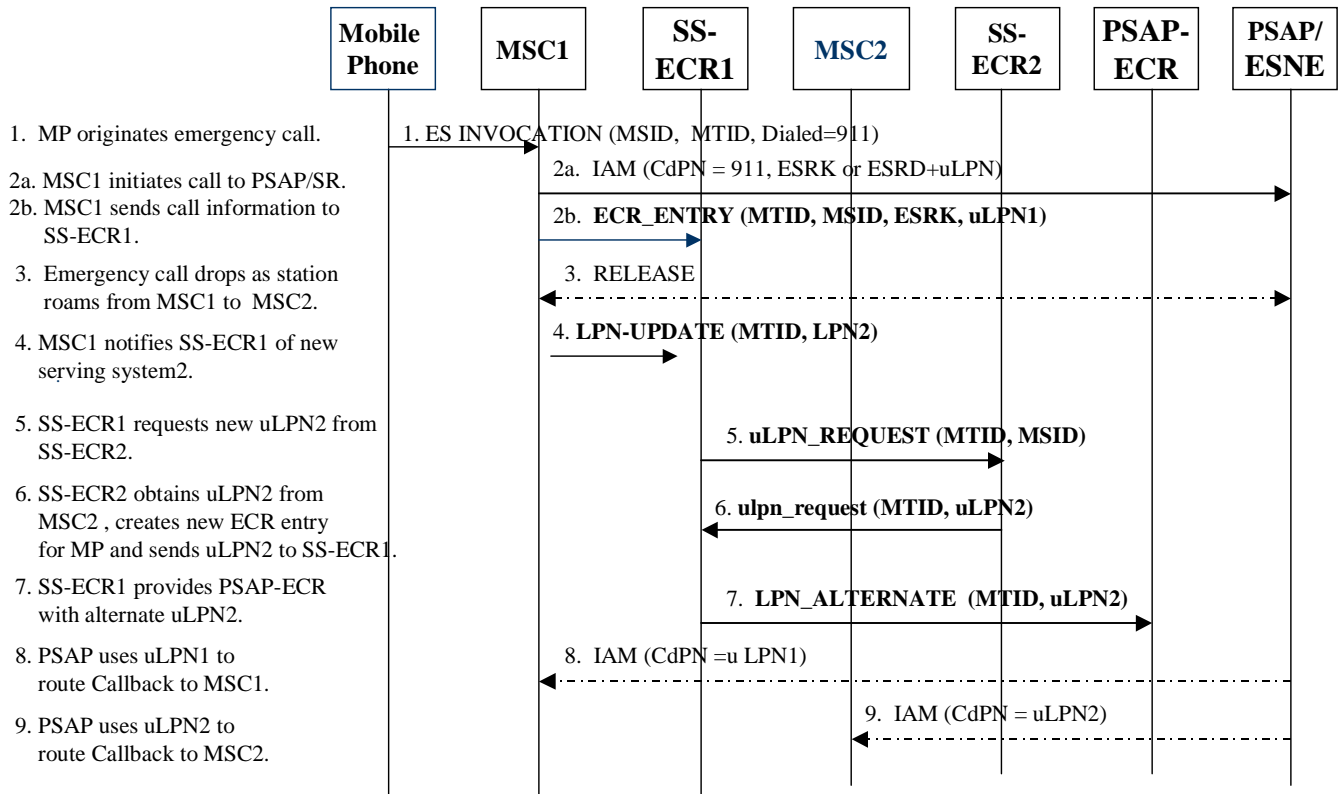 Mobile
Phone
MSC1
SS-
ECR1
MSC2
SS-
ECR2
PSAP-
ECR
PSAP/
ESNE
1. MP originates emergency call.
1. ES INVOCATION (MSID, MTID, Dialed=911)
2a. MSC1 initiates call to PSAP/SR.
2a. IAM (CdPN = 911, ESRK or ESRD+uLPN)
2b. MSC1 sends call information to
SS-ECR1.
2b. ECR_ENTRY (MTID, MSID, ESRK, uLPN1)
3. Emergency call drops as station
roams from MSC1 to MSC2.
3. RELEASE
4. MSC1 notifies SS-ECR1 of new
serving system2.
4. LPN-UPDATE (MTID, LPN2)
5. SS-ECR1 requests new uLPN2 from
SS-ECR2.
5. uLPN_REQUEST (MTID, MSID)
6. SS-ECR2 obtains uLPN2 from
MSC2 , creates new ECR entry
for MP and sends uLPN2 to SS-ECR1.
6. ulpn_request (MTID, uLPN2)
7. SS-ECR1 provides PSAP-ECR
with alternate uLPN2.
7. LPN_ALTERNATE (MTID, uLPN2)
8. PSAP uses uLPN1 to
route Callback to MSC1.
8. IAM (CdPN =u LPN1)
9. PSAP uses uLPN2 to
route Callback to MSC2.
9. IAM (CdPN = uLPN2)